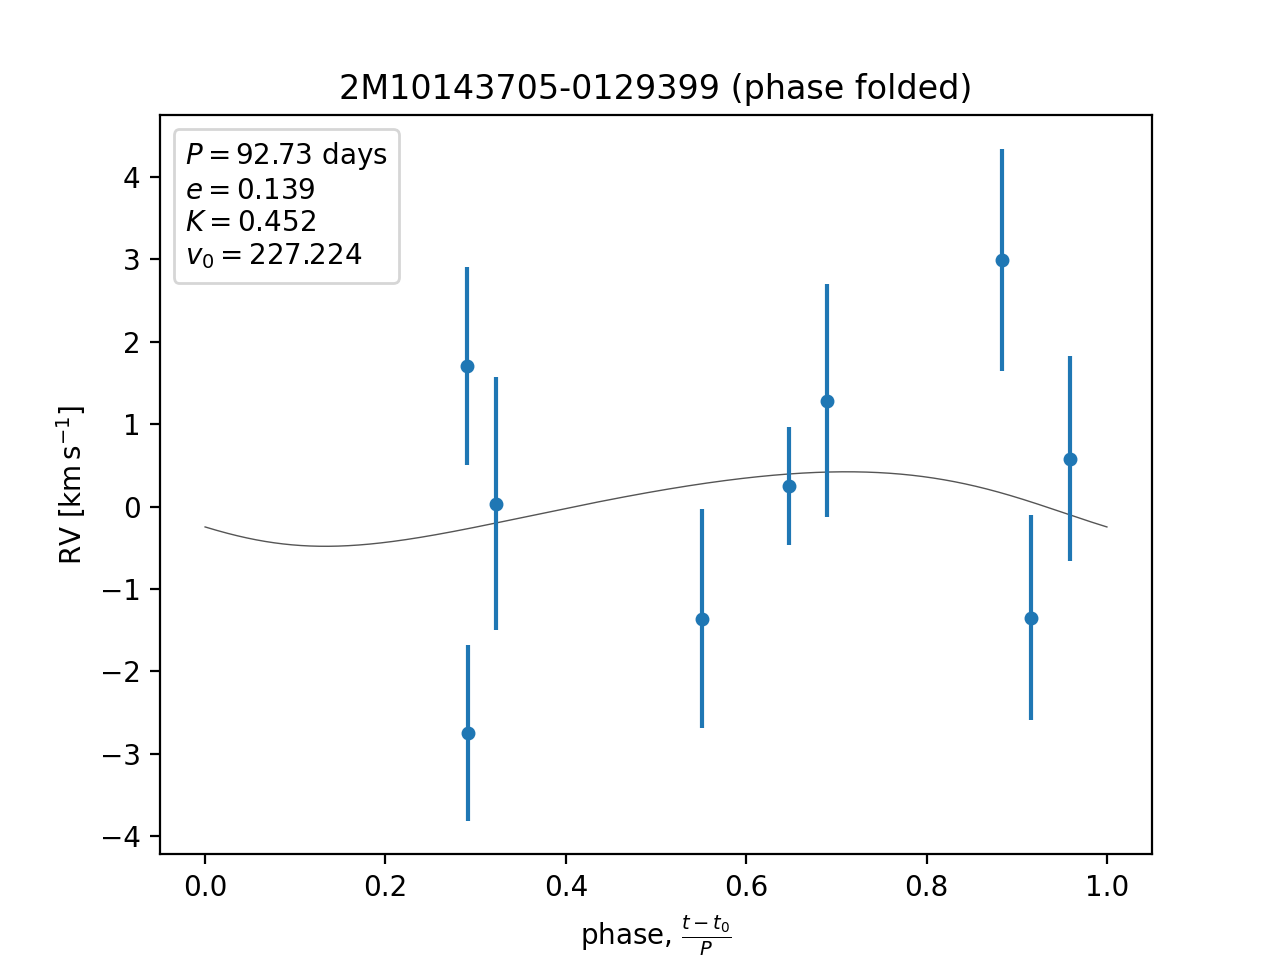 2M10143705-0129399 (phase folded)
P = 92.73 days
e = 0.139
K = 0.452
v₀ = 227.224
4
3
2
1
0
−1
−2
−3
−4
RV [km s⁻¹]
0.0 0.2 0.4 0.6 0.8 1.0
phase, (t − t₀)/P